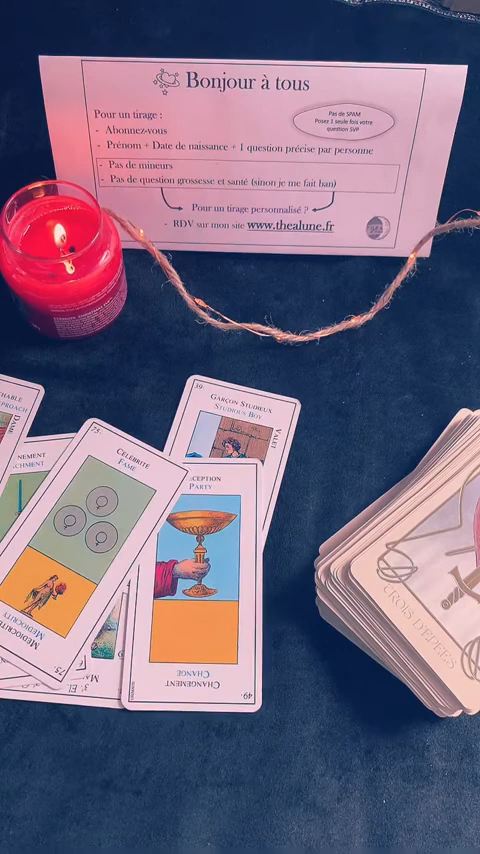 Bonjour à tous
Pour un tirage :
- Abonnez-vous
- Prénom + Date de naissance + 1 question précise par personne
Pas de SPAM
Posez 1 seule fois votre
question SVP
- Pas de mineurs
- Pas de question grossesse et santé (sinon je me fait ban)
Pour un tirage personnalisé ?
- RDV sur mon site www.thealune.fr
39.
GARÇON STUDIEUX
STUDIOUS BOY
VALET
75.
CÉLÉBRITÉ
FAME
MÉDIOCRITÉ
MEDIOCRITY
75.
PARTY
CHANGE
CHANGEMENT
49.